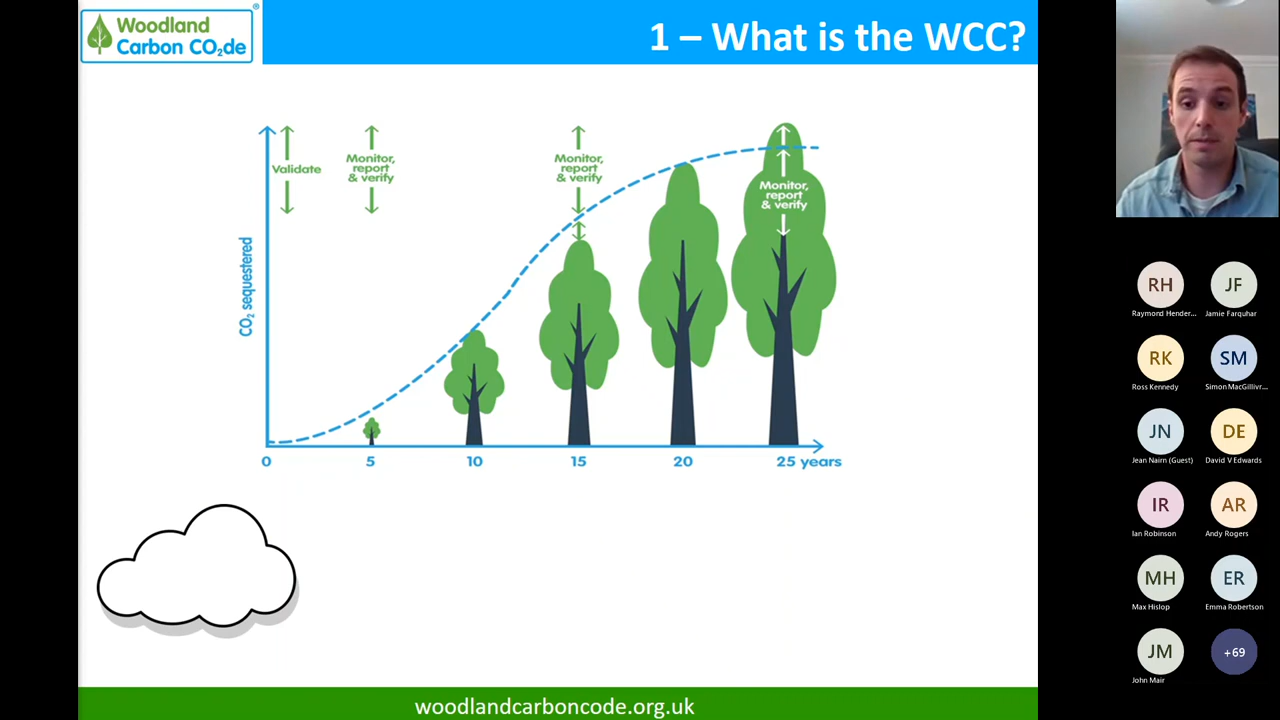 Woodland
Carbon CO₂de
®
1 – What is the WCC?
Validate
Monitor,
report
& verify
Monitor,
report
& verify
Monitor,
report
& verify
CO₂ sequestered
0 5 10 15 20 25 years
woodlandcarboncode.org.uk
RH JF
Raymond Hender... Jamie Farquhar
RK SM
Ross Kennedy Simon MacGillivr...
JN DE
Jean Nairn (Guest) David V Edwards
IR AR
Ian Robinson Andy Rogers
MH ER
Max Hislop Emma Robertson
JM +69
John Mair